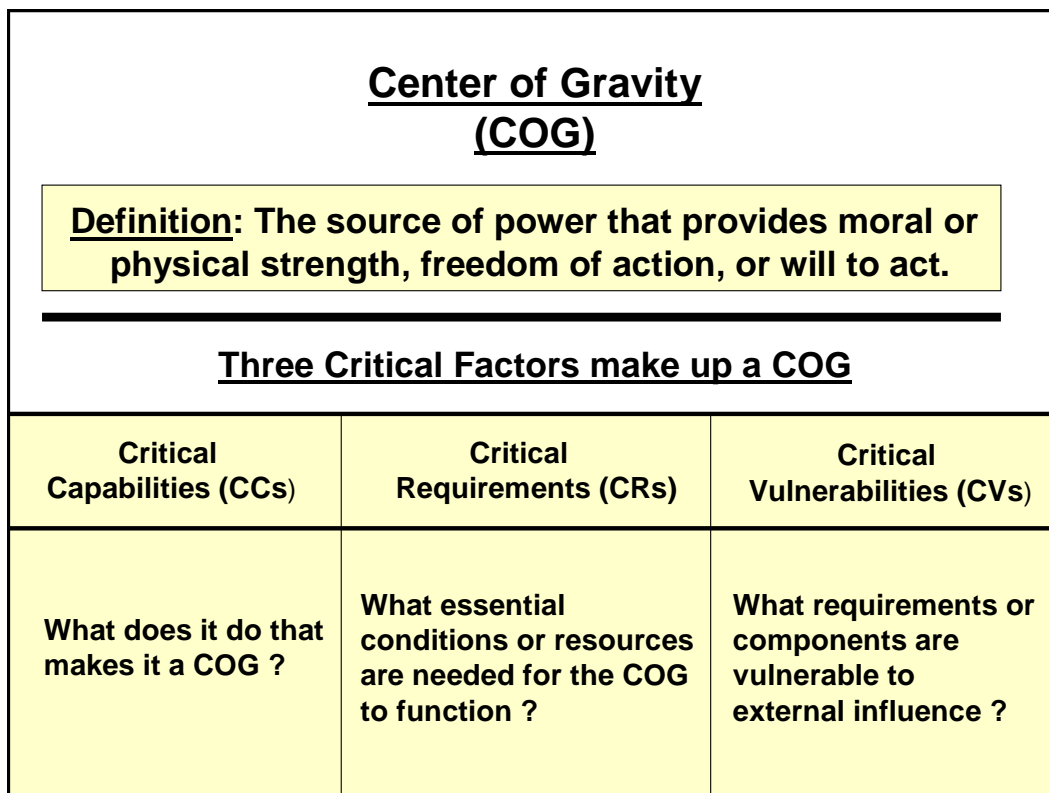 Center of Gravity
(COG)
Definition: The source of power that provides moral or
physical strength, freedom of action, or will to act.
Three Critical Factors make up a COG
Critical
Capabilities (CCs)
Critical
Requirements (CRs)
Critical
Vulnerabilities (CVs)
What does it do that
makes it a COG ?
What essential
conditions or resources
are needed for the COG
to function ?
What requirements or
components are
vulnerable to
external influence ?